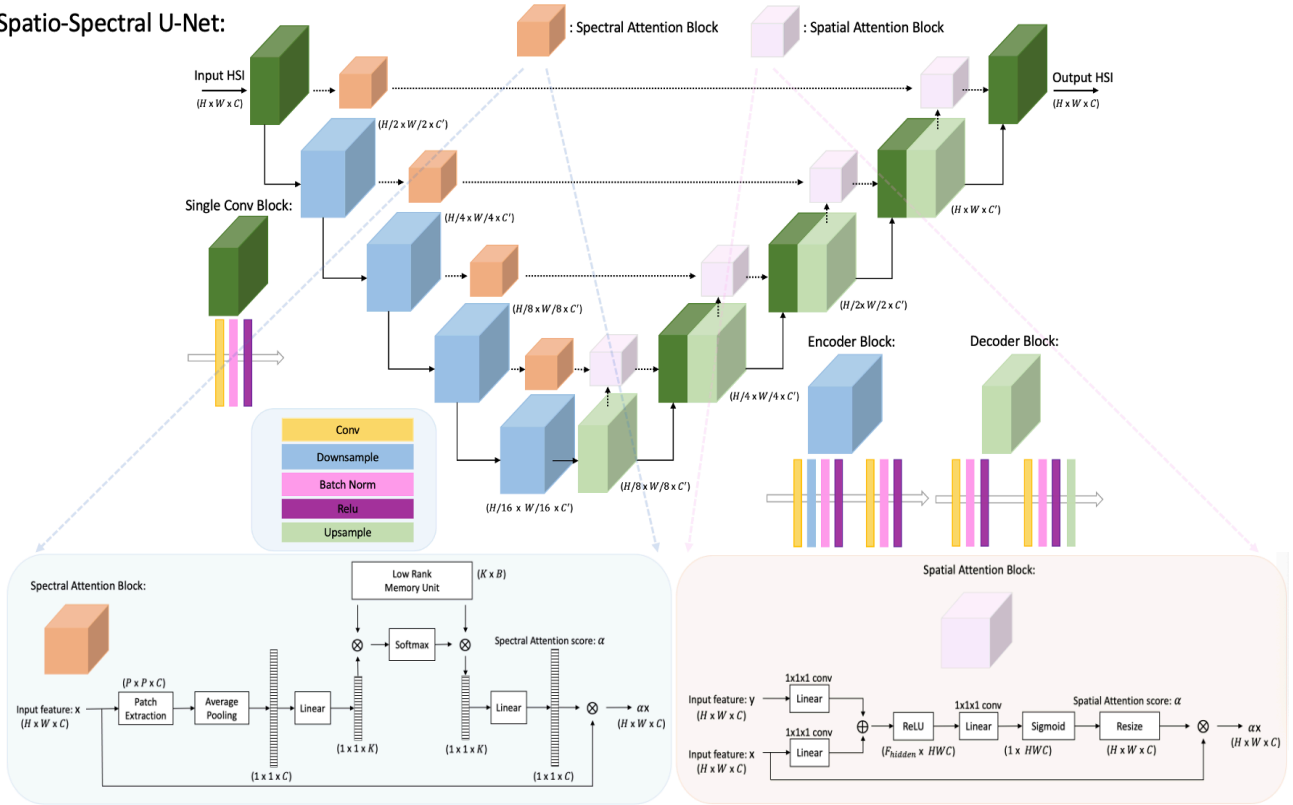 Spatio-Spectral U-Net:
: Spectral Attention Block
: Spatial Attention Block
Input HSI
(H x W x C)
Output HSI
(H x W x C)
(H/2 x W/2 x C′)
Single Conv Block:
(H/4 x W/4 x C′)
(H x W x C′)
(H/8 x W/8 x C′)
(H/2x W/2 x C′)
Encoder Block:
Decoder Block:
(H/4 x W/4 x C′)
Conv
Downsample
Batch Norm
Relu
Upsample
(H/8 x W/8 x C′)
(H/16 x W/16 x C′)
Spectral Attention Block:
Low Rank
Memory Unit
(K x B)
⊗
Softmax
⊗
Spectral Attention score: α
(P x P x C)
Input feature: x
(H x W x C)
Patch
Extraction
Average
Pooling
Linear
Linear
⊗
αx
(H x W x C)
(1 x 1 x K)
(1 x 1 x K)
(1 x 1 x C)
(1 x 1 x C)
Spatial Attention Block:
1x1x1 conv
Input feature: y
(H x W x C)
Linear
1x1x1 conv
Spatial Attention score: α
⊕
ReLU
Linear
Sigmoid
Resize
⊗
αx
(H x W x C)
1x1x1 conv
Input feature: x
(H x W x C)
Linear
(F_hidden x HWC)
(1 x HWC)
(H x W x C)